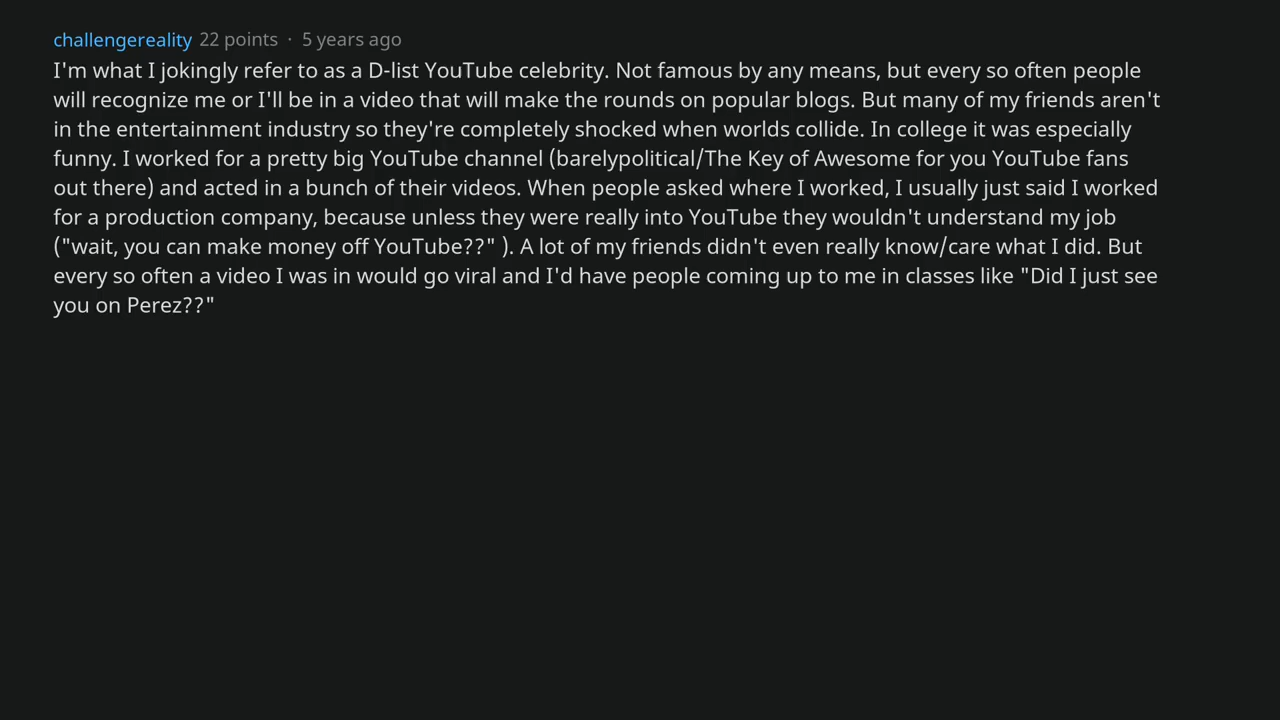 challengereality 22 points · 5 years ago
I'm what I jokingly refer to as a D-list YouTube celebrity. Not famous by any means, but every so often people
will recognize me or I'll be in a video that will make the rounds on popular blogs. But many of my friends aren't
in the entertainment industry so they're completely shocked when worlds collide. In college it was especially
funny. I worked for a pretty big YouTube channel (barelypolitical/The Key of Awesome for you YouTube fans
out there) and acted in a bunch of their videos. When people asked where I worked, I usually just said I worked
for a production company, because unless they were really into YouTube they wouldn't understand my job
("wait, you can make money off YouTube??" ). A lot of my friends didn't even really know/care what I did. But
every so often a video I was in would go viral and I'd have people coming up to me in classes like "Did I just see
you on Perez??"